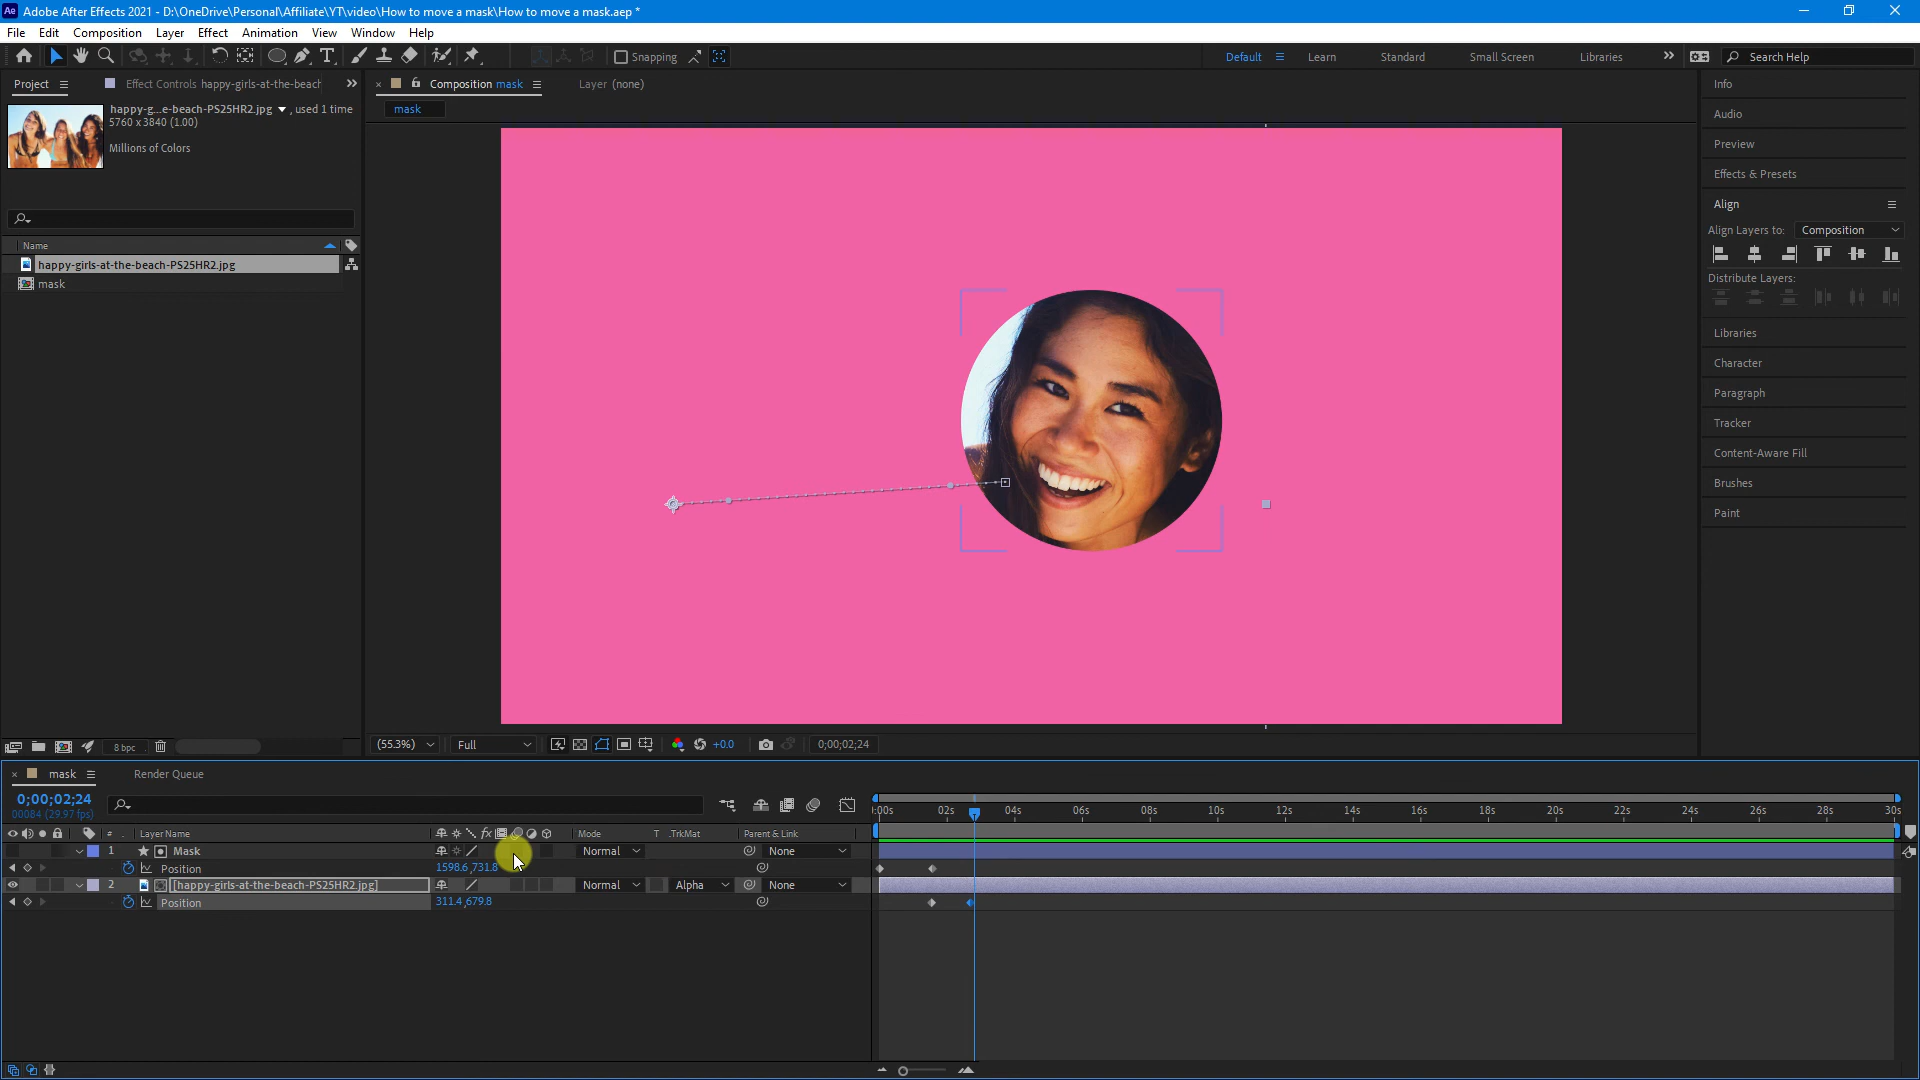 Ae Adobe After Effects 2021 - D:\OneDrive\Personal\Affiliate\YT\video\How to move a mask\How to move a mask.aep *
File Edit Composition Layer Effect Animation View Window Help
Snapping
Default Learn Standard Small Screen Libraries Search Help
Project Effect Controls happy-girls-at-the-beach
Composition mask Layer (none)
mask
happy-g...e-beach-PS25HR2.jpg , used 1 time
5760 x 3840 (1.00)
Millions of Colors
Name
happy-girls-at-the-beach-PS25HR2.jpg
mask
Info
Audio
Preview
Effects & Presets
Align
Align Layers to: Composition
Distribute Layers:
Libraries
Character
Paragraph
Tracker
Content-Aware Fill
Brushes
Paint
8 bpc
(55.3%) Full +0.0 0;00;02;24
mask Render Queue
0;00;02;24
00084 (29.97 fps)
:00s 02s 04s 06s 08s 10s 12s 14s 16s 18s 20s 22s 24s 26s 28s 30s
# . Layer Name fx Mode T .TrkMat Parent & Link
1 Mask Normal None
Position 1598.6,731.8
2 [happy-girls-at-the-beach-PS25HR2.jpg] Normal Alpha None
Position 311.4,679.8